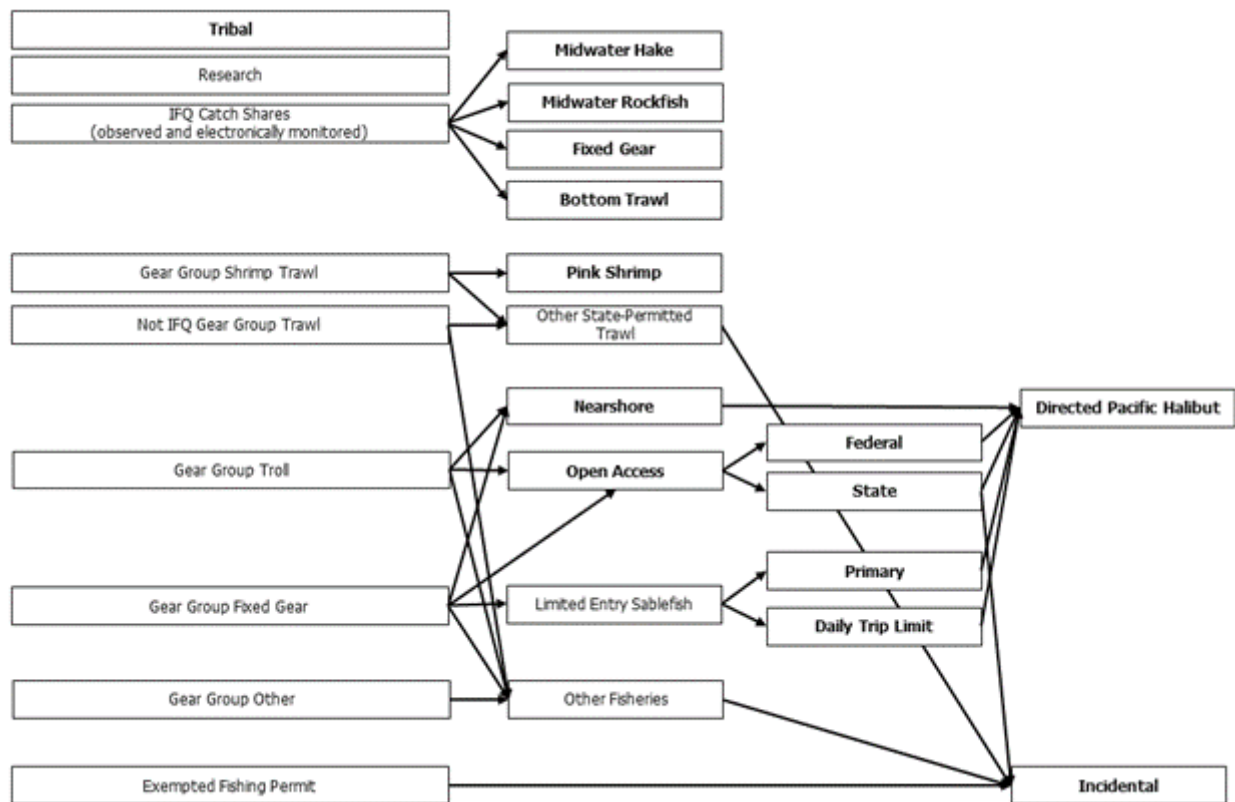 Tribal
Research
IFQ Catch Shares
(observed and electronically monitored)
Midwater Hake
Midwater Rockfish
Fixed Gear
Bottom Trawl
Gear Group Shrimp Trawl
Pink Shrimp
Not IFQ Gear Group Trawl
Other State-Permitted
Trawl
Nearshore
Directed Pacific Halibut
Gear Group Troll
Open Access
Federal
State
Gear Group Fixed Gear
Limited Entry Sablefish
Primary
Daily Trip Limit
Gear Group Other
Other Fisheries
Exempted Fishing Permit
Incidental